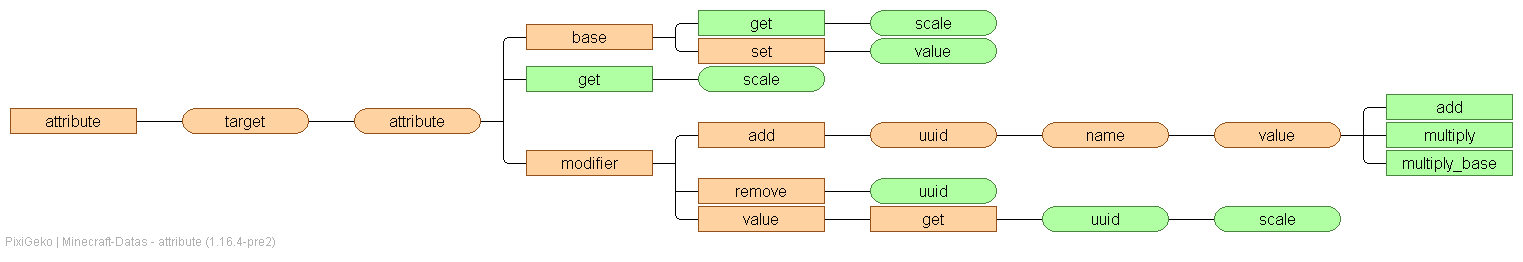 get
scale
base
set
value
get
scale
attribute
target
attribute
add
add
uuid
name
value
multiply
modifier
multiply_base
remove
uuid
value
get
uuid
scale
PixiGeko | Minecraft-Datas - attribute (1.16.4-pre2)